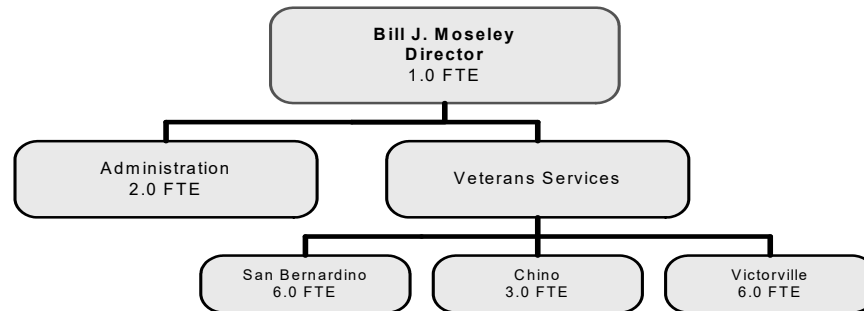 Bill J. Moseley
Director
1.0 FTE
Administration
2.0 FTE
Veterans Services
San Bernardino
6.0 FTE
Chino
3.0 FTE
Victorville
6.0 FTE